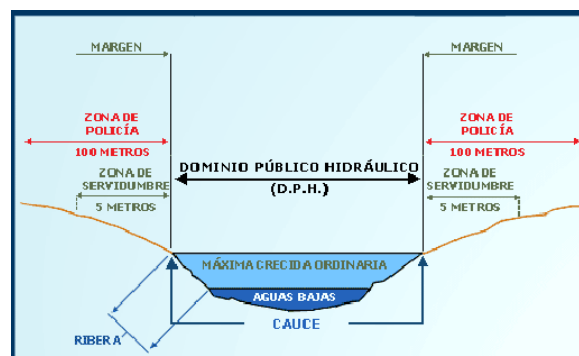 MARGEN
MARGEN
ZONA DE
POLICÍA
100 METROS
ZONA DE
POLICÍA
100 METROS
DOMINIO PÚBLICO HIDRÁULICO
(D.P.H.)
ZONA DE
SERVIDUMBRE
5 METROS
ZONA DE
SERVIDUMBRE
5 METROS
MÁXIMA CRECIDA ORDINARIA
AGUAS BAJAS
CAUCE
RIBERA